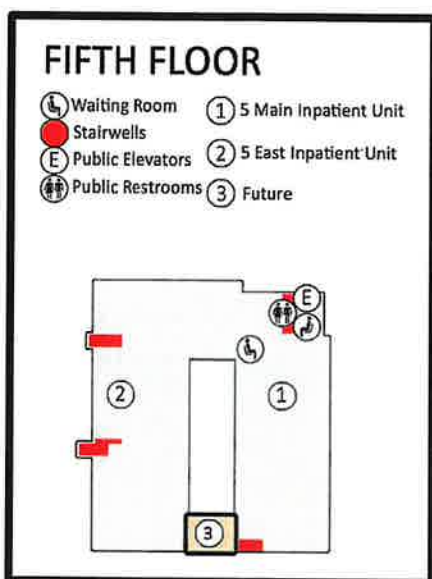 FIFTH FLOOR
Waiting Room
Stairwells
E Public Elevators
Public Restrooms
1 5 Main Inpatient Unit
2 5 East Inpatient Unit
3 Future
E
2
1
3